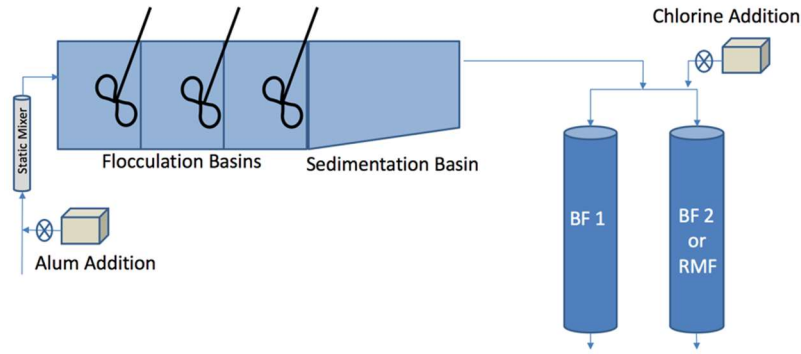 Chlorine Addition
Static Mixer
Flocculation Basins
Sedimentation Basin
Alum Addition
BF 1
BF 2
or
RMF